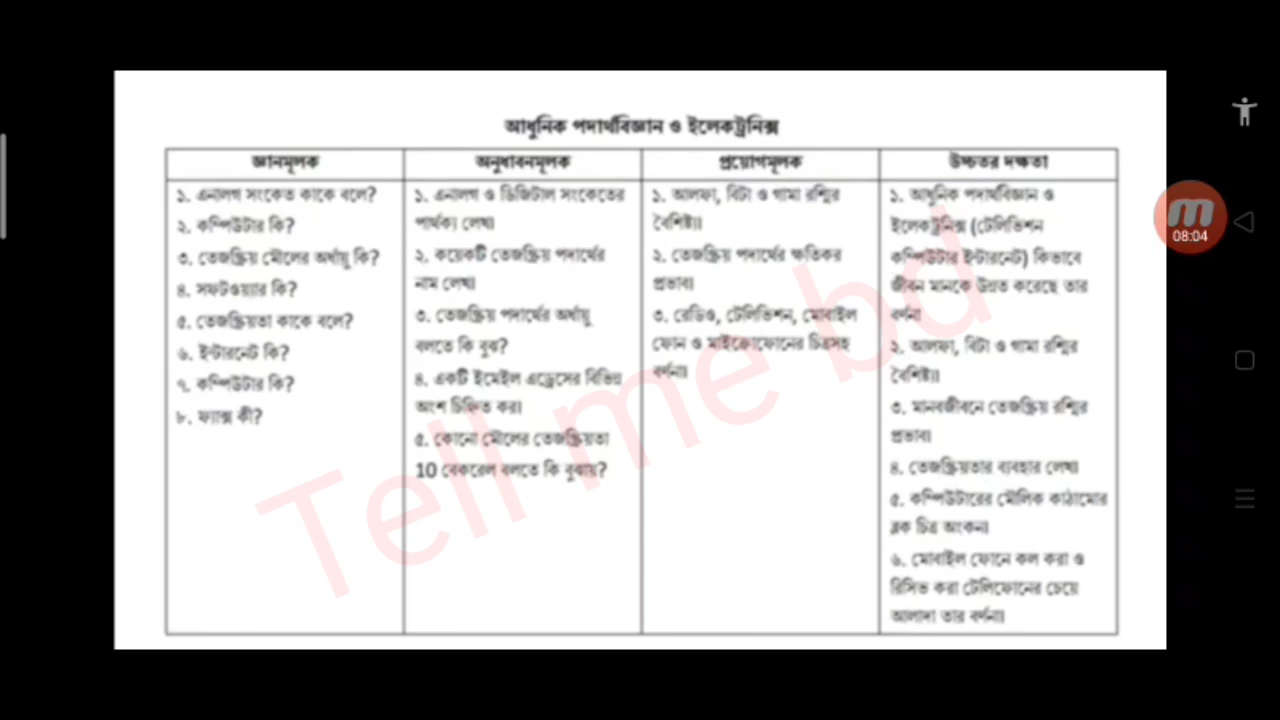 আধুনিক পদার্থবিজ্ঞান ও ইলেকট্রনিক্স
জ্ঞানমূলক
১. এনালগ সংকেত কাকে বলে?
২. কম্পিউটার কি?
৩. তেজস্ক্রিয় মৌলের অর্ধায়ু কি?
৪. সফটওয়্যার কি?
৫. তেজস্ক্রিয়তা কাকে বলে?
৬. ইন্টারনেট কি?
৭. কম্পিউটার কি?
৮. ফ্যাক্স কী?
অনুধাবনমূলক
১. এনালগ ও ডিজিটাল সংকেতের
পার্থক্য লেখ।
২. কয়েকটি তেজস্ক্রিয় পদার্থের
নাম লেখ।
৩. তেজস্ক্রিয় পদার্থের অর্ধায়ু
বলতে কি বুঝ?
৪. একটি ইমেইল এড্রেসের বিভিন্ন
অংশ চিহ্নিত কর।
৫. কোনো মৌলের তেজস্ক্রিয়তা
10 বেকরেল বলতে কি বুঝায়?
প্রয়োগমূলক
১. আলফা, বিটা ও গামা রশ্মির
বৈশিষ্ট্য।
২. তেজস্ক্রিয় পদার্থের ক্ষতিকর
প্রভাব।
৩. রেডিও, টেলিভিশন, মোবাইল
ফোন ও মাইক্রোফোনের চিত্রসহ
বর্ণনা।
উচ্চতর দক্ষতা
১. আধুনিক পদার্থবিজ্ঞান ও
ইলেকট্রনিক্স (টেলিভিশন
কম্পিউটার ইন্টারনেট) কিভাবে
জীবন মানকে উন্নত করেছে তার
বর্ণনা
২. আলফা, বিটা ও গামা রশ্মির
বৈশিষ্ট্য।
৩. মানবজীবনে তেজস্ক্রিয় রশ্মির
প্রভাব।
৪. তেজস্ক্রিয়তার ব্যবহার লেখ।
৫. কম্পিউটারের মৌলিক কাঠামোর
ব্লক চিত্র অংকন।
৬. মোবাইল ফোনে কল করা ও
রিসিভ করা টেলিফোনের চেয়ে
আলাদা তার বর্ণনা।
Tell me bd
08:04